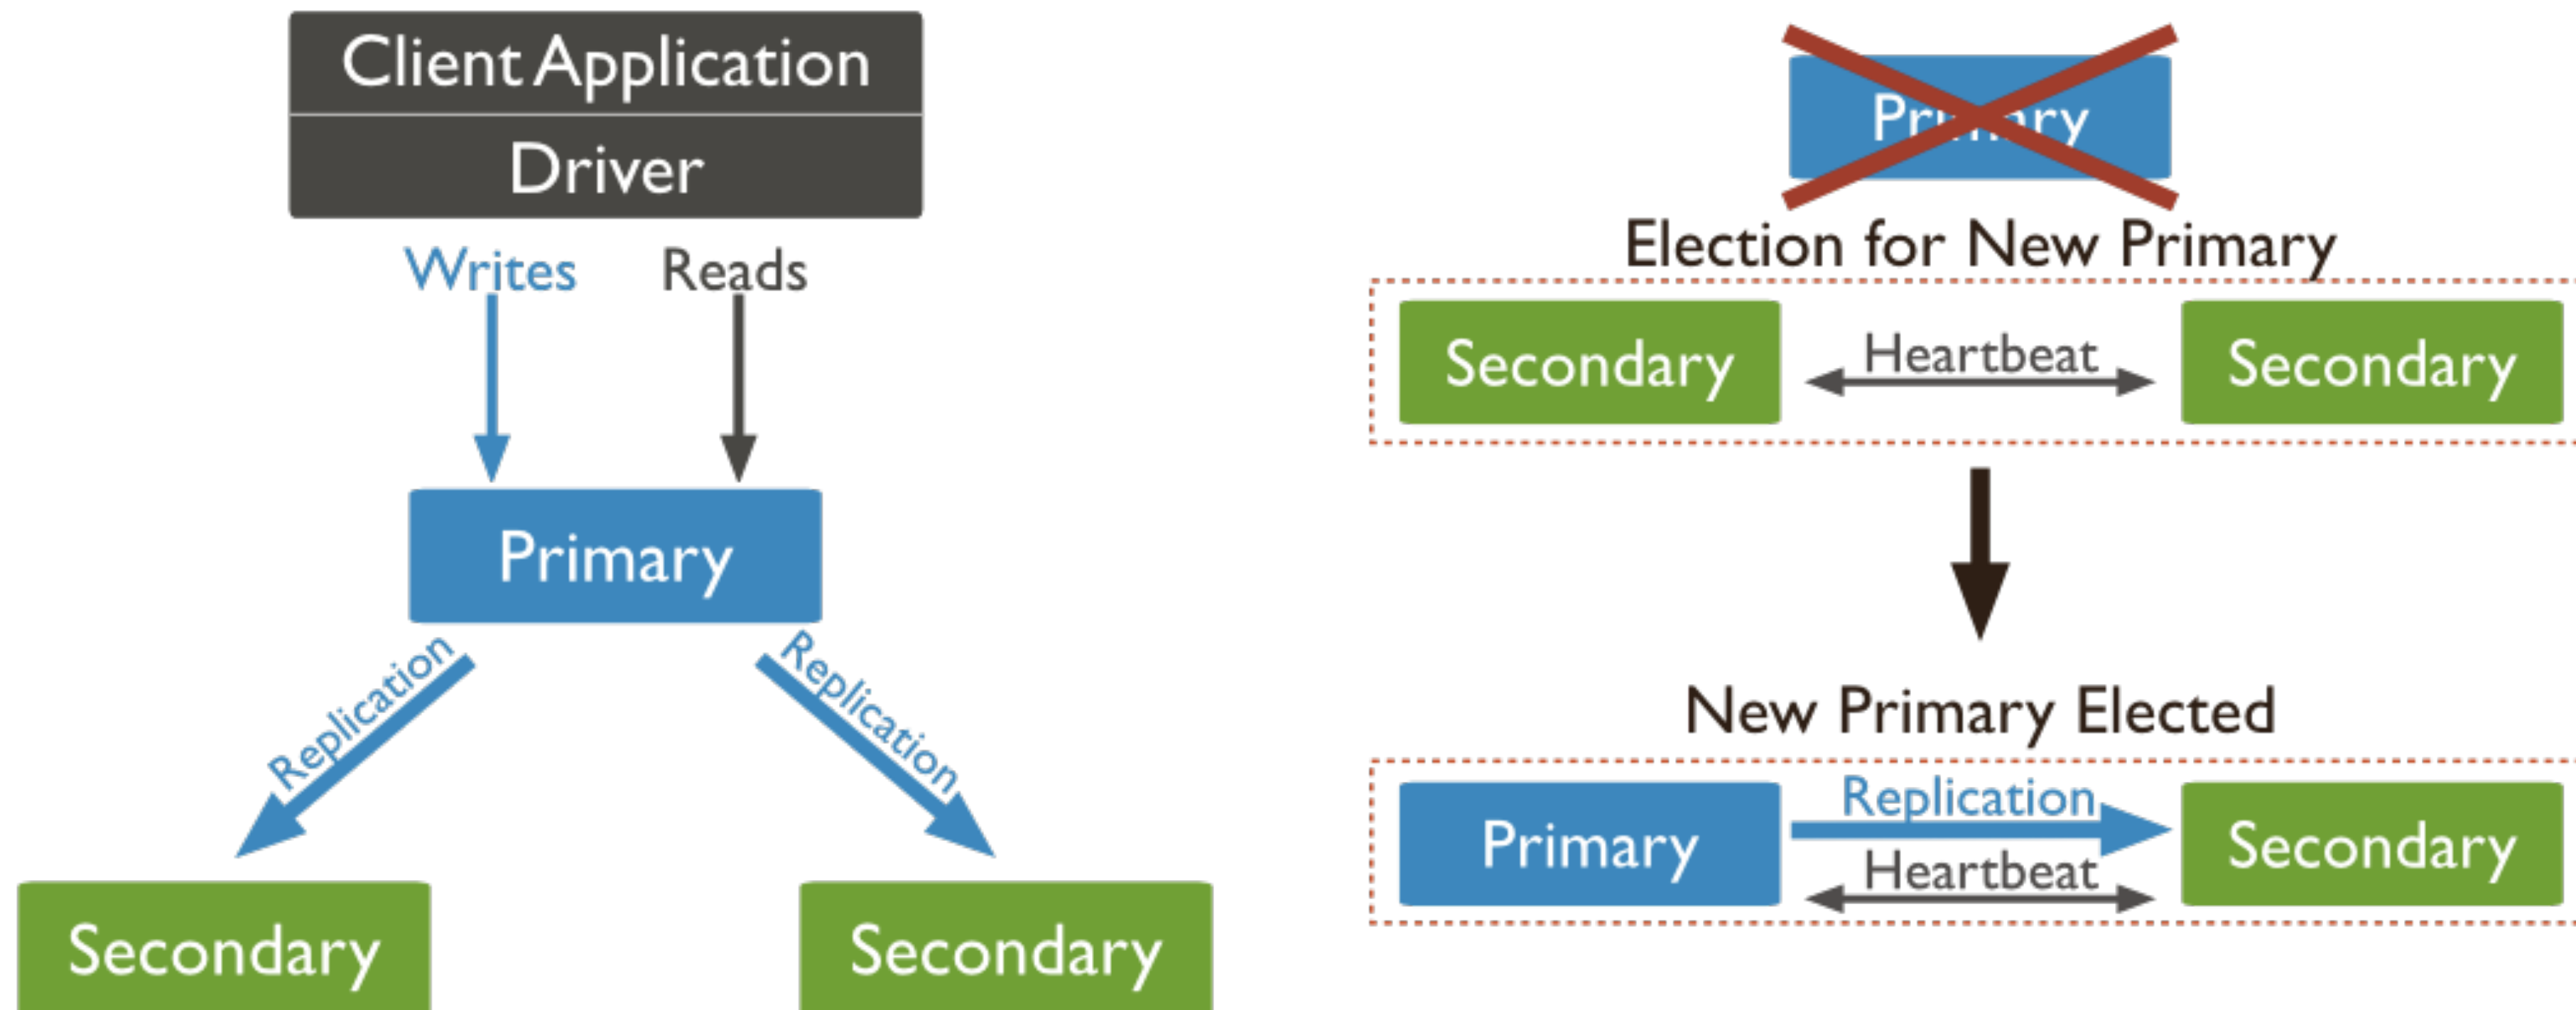 Client Application
Driver
Writes
Reads
Primary
Replication
Replication
Secondary
Secondary
Primary
Election for New Primary
Secondary
Heartbeat
Secondary
New Primary Elected
Primary
Replication
Heartbeat
Secondary